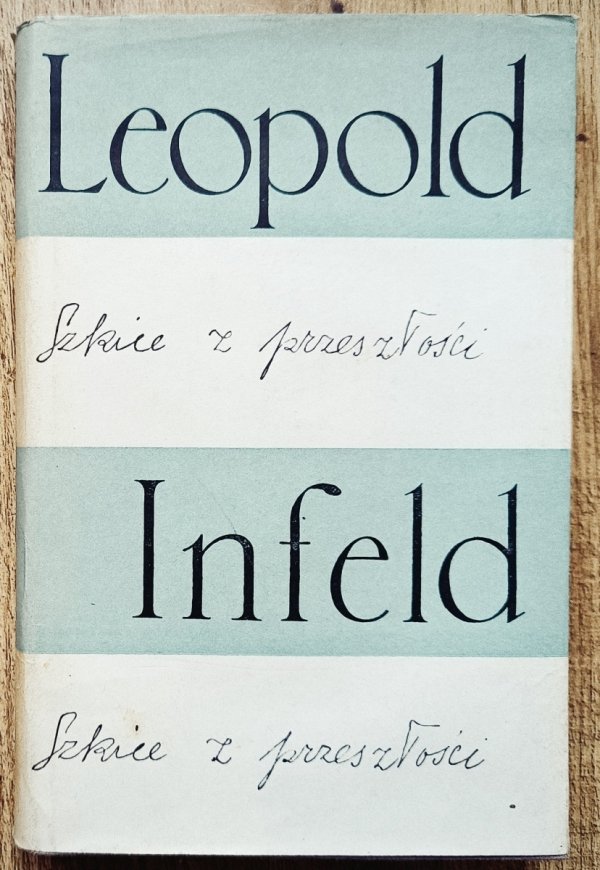 Leopold
Szkice z przeszłości
Infeld
Szkice z przeszłości